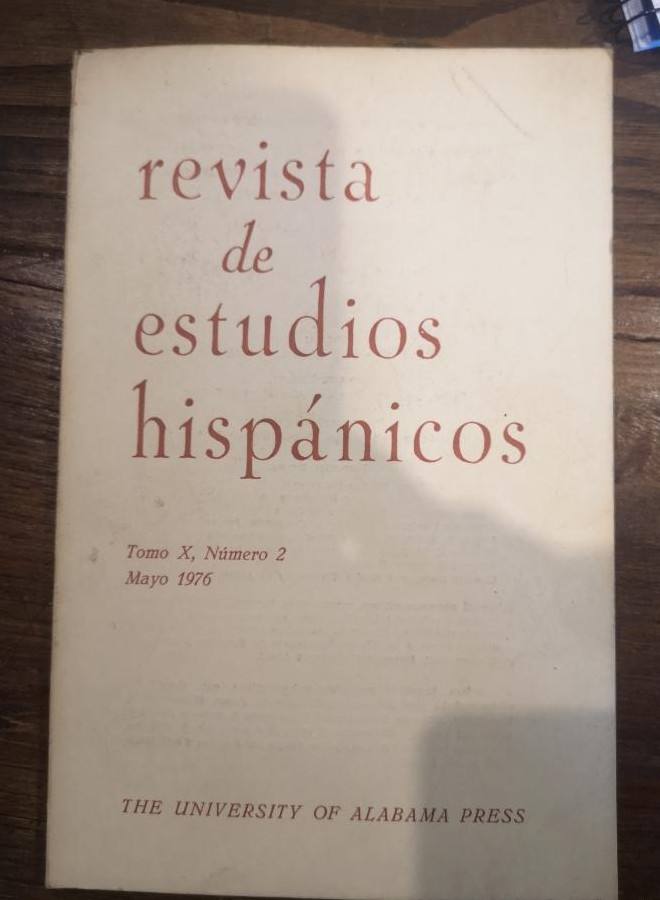 revista
de
estudios
hispánicos
Tomo X, Número 2
Mayo 1976
THE UNIVERSITY OF ALABAMA PRESS